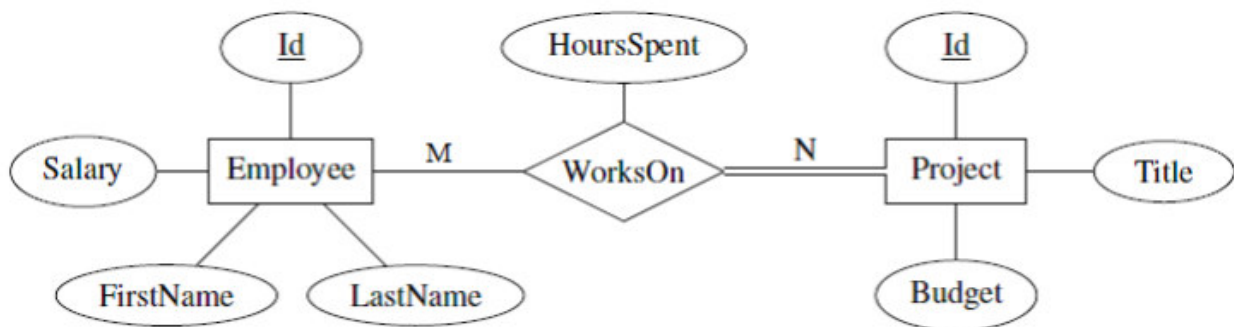 Id
HoursSpent
Id
Salary
Employee
M
WorksOn
N
Project
Title
FirstName
LastName
Budget